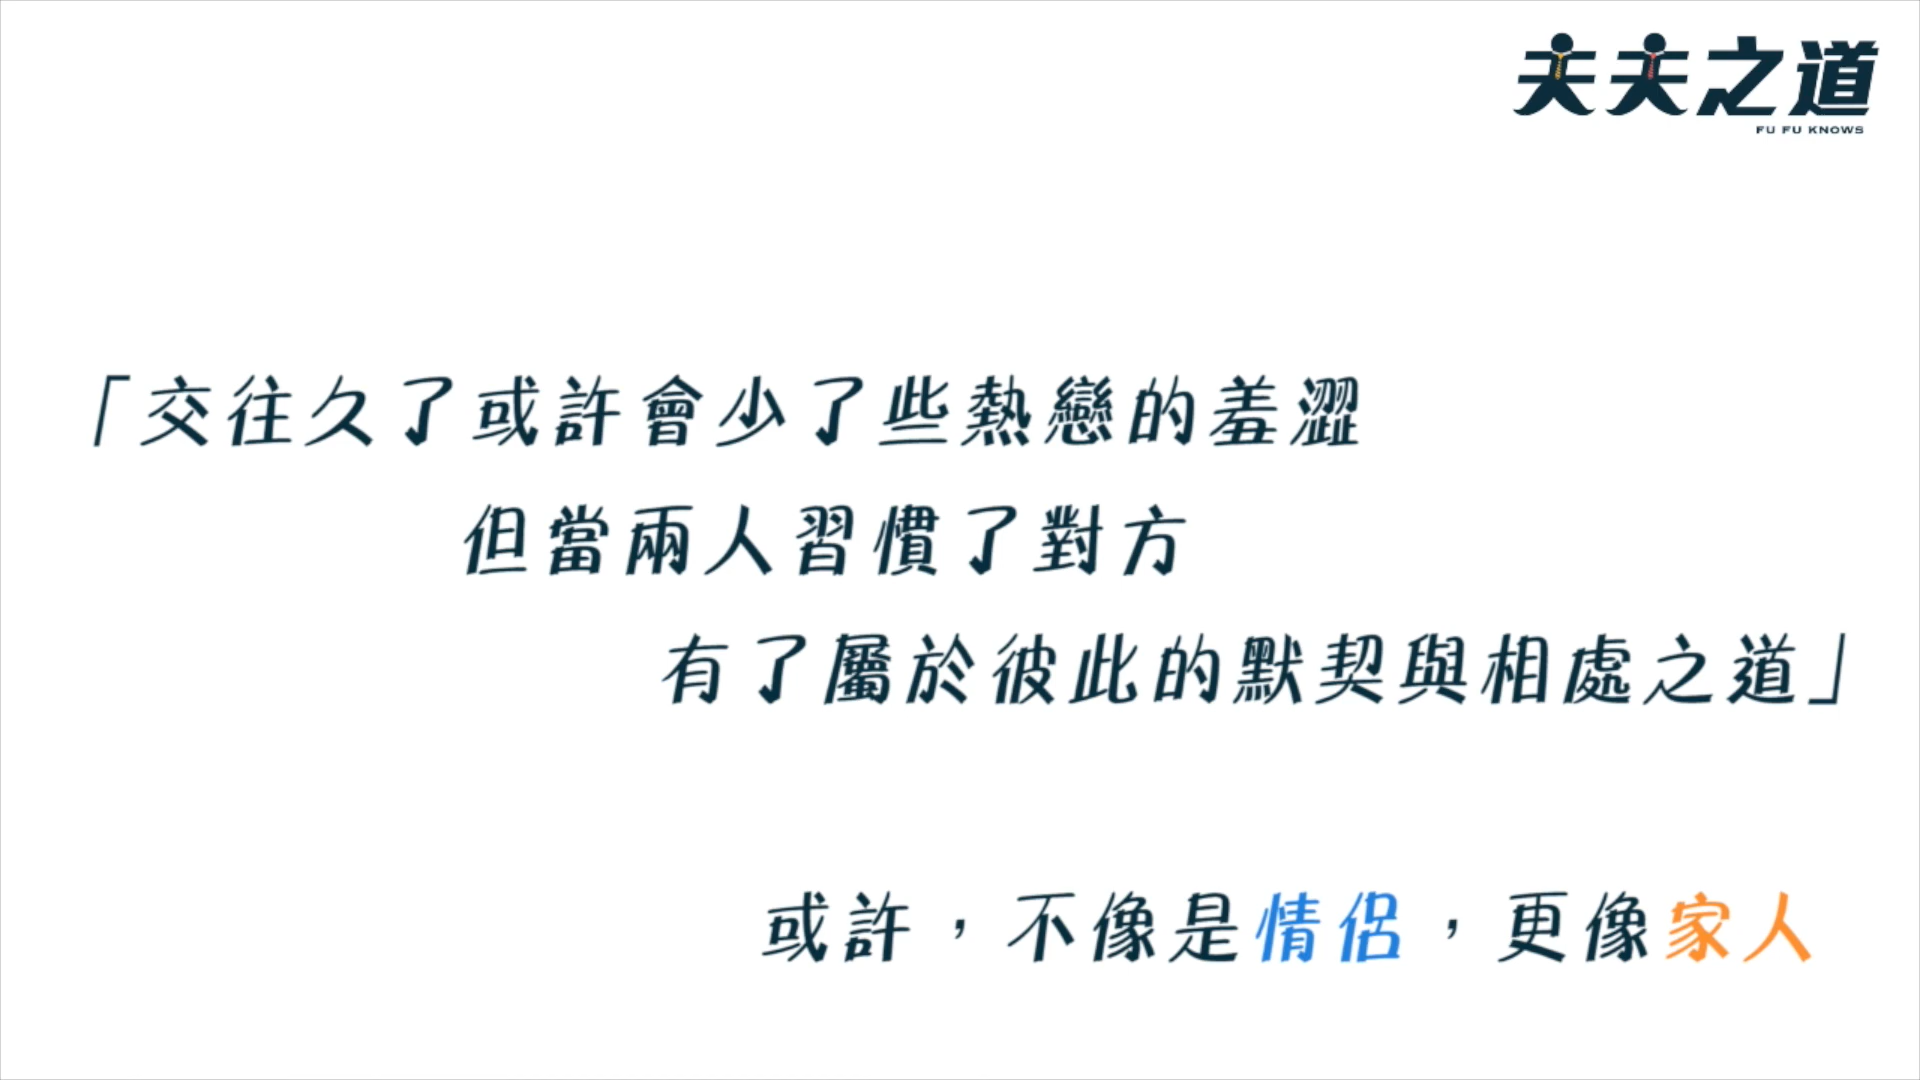 夫夫之道
FU FU KNOWS
「交往久了或許會少了些熱戀的羞澀
但當兩人習慣了對方
有了屬於彼此的默契與相處之道」
或許，不像是情侶，更像家人